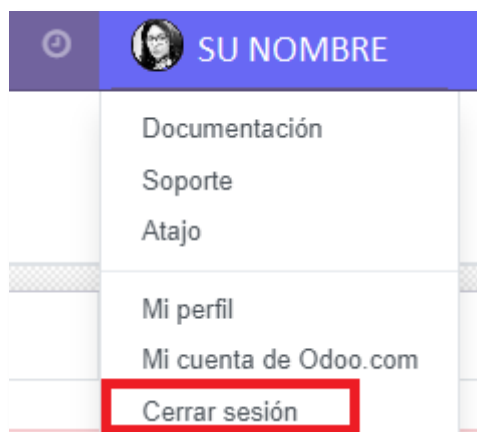 SU NOMBRE
Documentación
Soporte
Atajo
Mi perfil
Mi cuenta de Odoo.com
Cerrar sesión